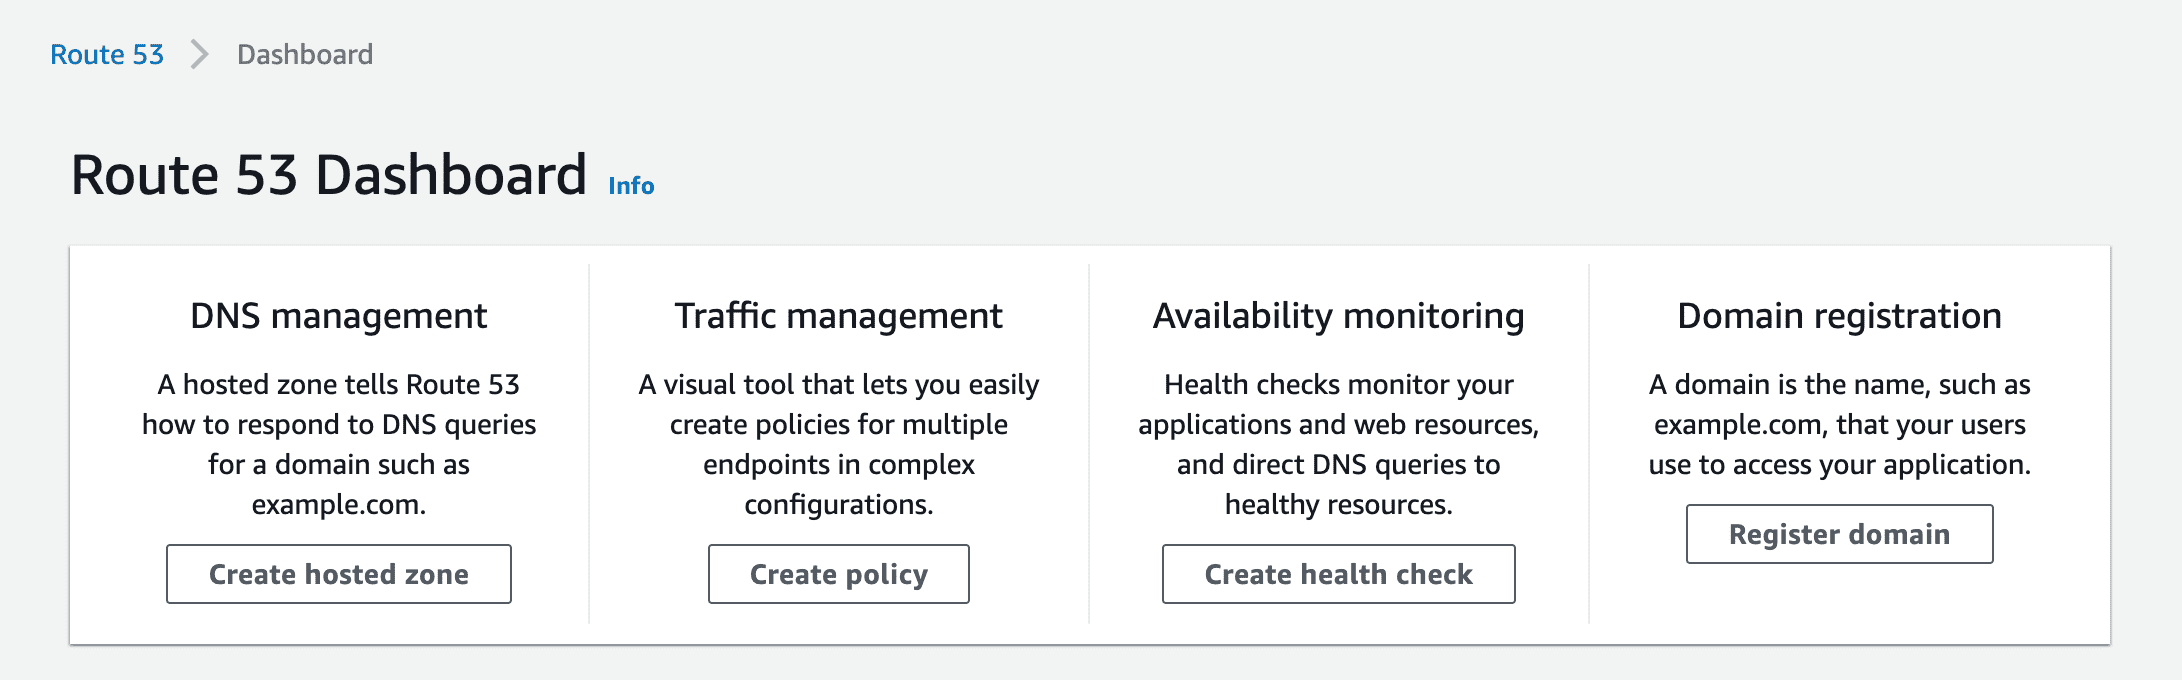 Route 53 > Dashboard
Route 53 Dashboard Info
DNS management
A hosted zone tells Route 53
how to respond to DNS queries
for a domain such as
example.com.
Create hosted zone
Traffic management
A visual tool that lets you easily
create policies for multiple
endpoints in complex
configurations.
Create policy
Availability monitoring
Health checks monitor your
applications and web resources,
and direct DNS queries to
healthy resources.
Create health check
Domain registration
A domain is the name, such as
example.com, that your users
use to access your application.
Register domain